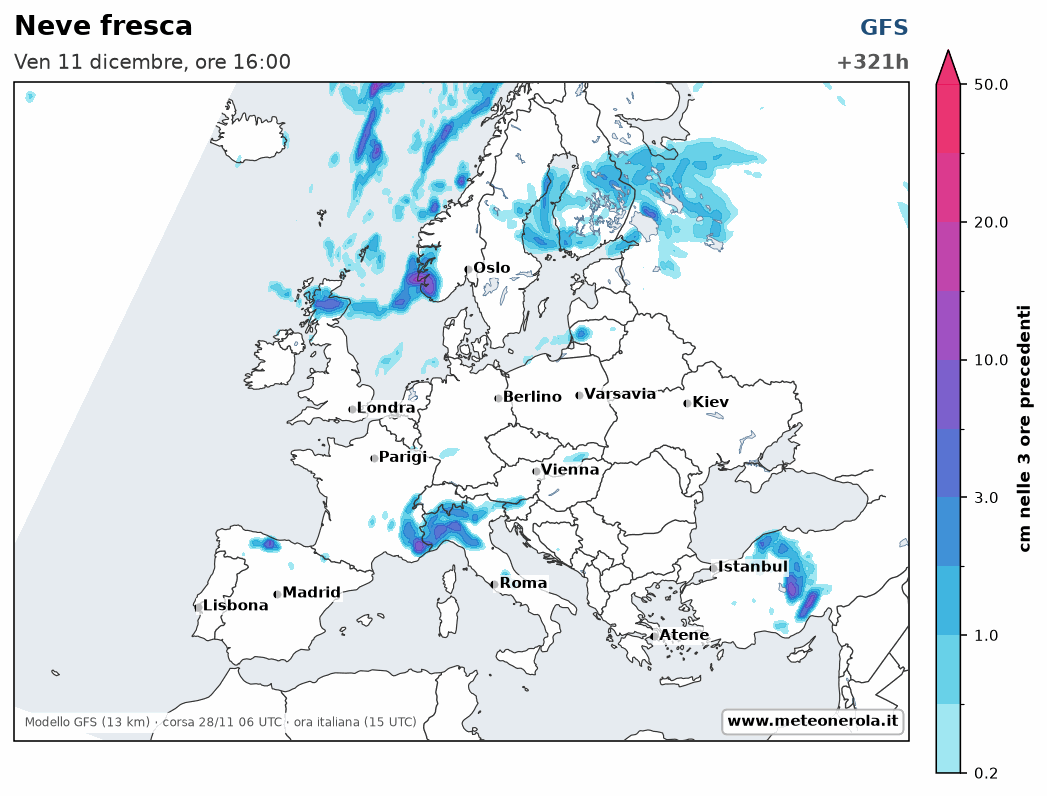 Neve fresca
GFS
Ven 11 dicembre, ore 16:00
+321h
50.0
20.0
10.0
3.0
1.0
0.2
cm nelle 3 ore precedenti
Oslo
Berlino
Varsavia
Kiev
Londra
Parigi
Vienna
Istanbul
Roma
Madrid
Lisbona
Atene
Modello GFS (13 km) · corsa 28/11 06 UTC · ora italiana (15 UTC)
www.meteonerola.it